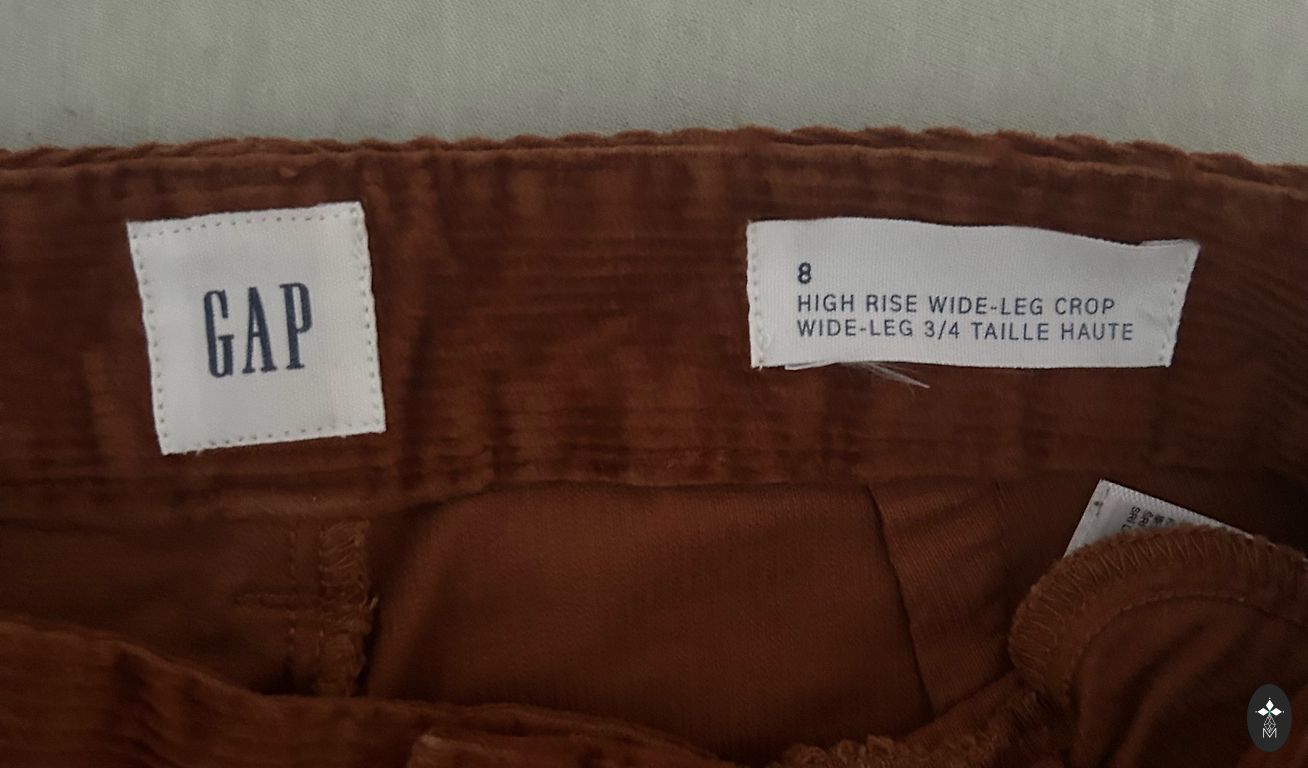 GAP
8
HIGH RISE WIDE-LEG CROP
WIDE-LEG 3/4 TAILLE HAUTE